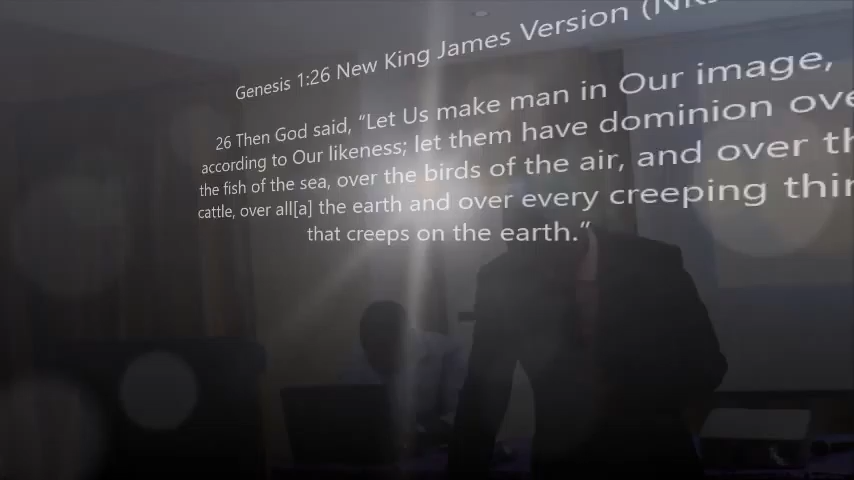 Genesis 1:26 New King James Version
26 Then God said, “Let Us make man in Our image,
according to Our likeness; let them have dominion
the fish of the sea, over the birds of the air, and over
cattle, over all[a] the earth and over every creeping
that creeps on the earth.”